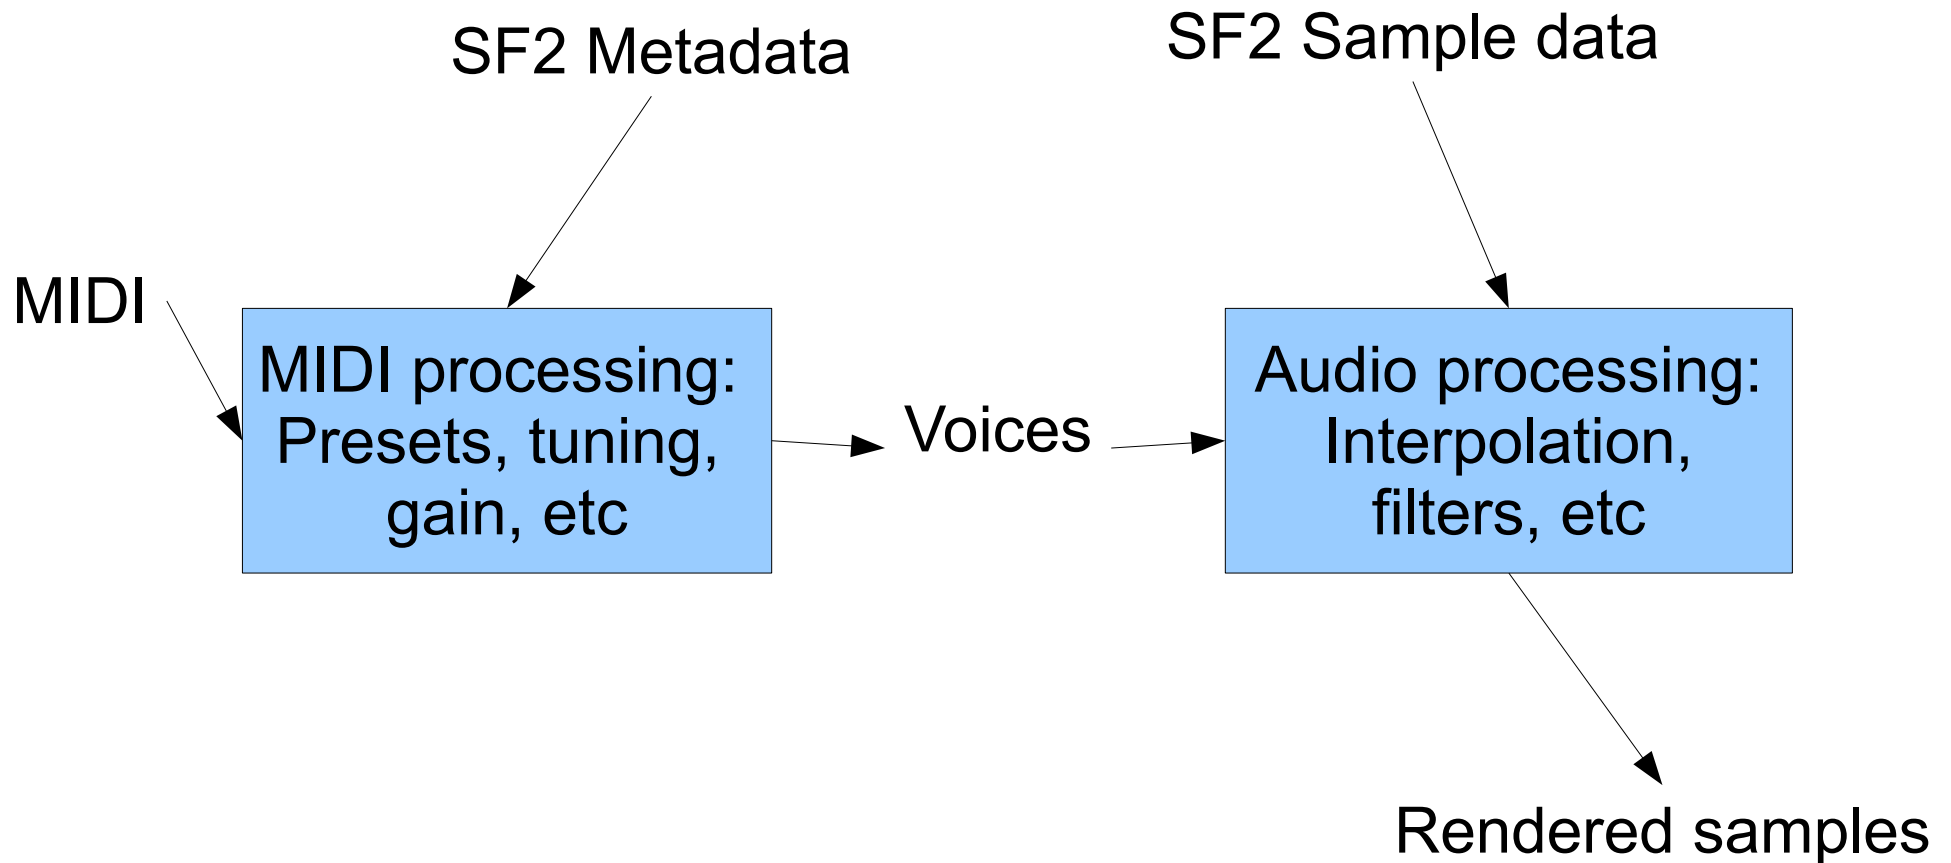 SF2 Metadata
SF2 Sample data
MIDI
MIDI processing:
Presets, tuning,
gain, etc
Voices
Audio processing:
Interpolation,
filters, etc
Rendered samples